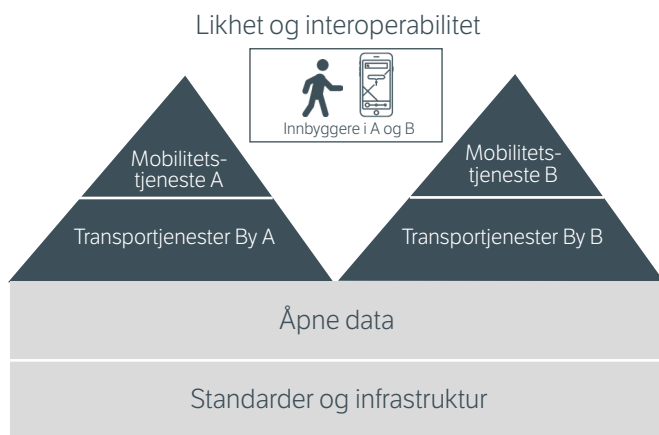 Likhet og interoperabilitet
Innbyggere i A og B
Mobilitets-
tjeneste A
Mobilitets-
tjeneste B
Transportjenester By A
Transportjenester By B
Åpne data
Standarder og infrastruktur